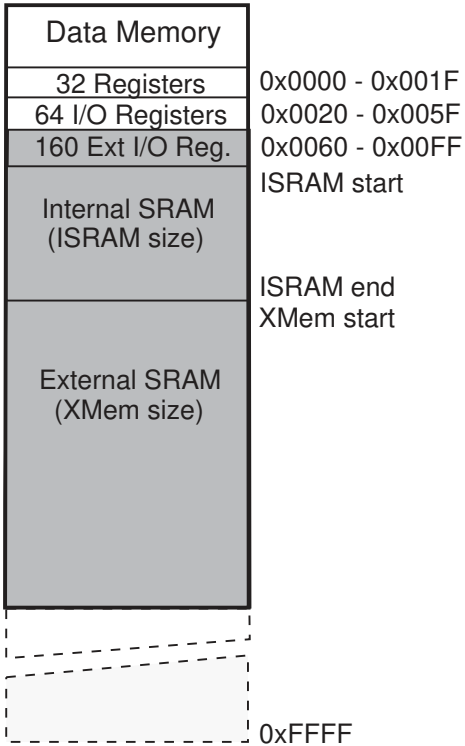 Data Memory
32 Registers 0x0000 - 0x001F
64 I/O Registers 0x0020 - 0x005F
160 Ext I/O Reg. 0x0060 - 0x00FF
ISRAM start
Internal SRAM
(ISRAM size)
ISRAM end
XMem start
External SRAM
(XMem size)
0xFFFF